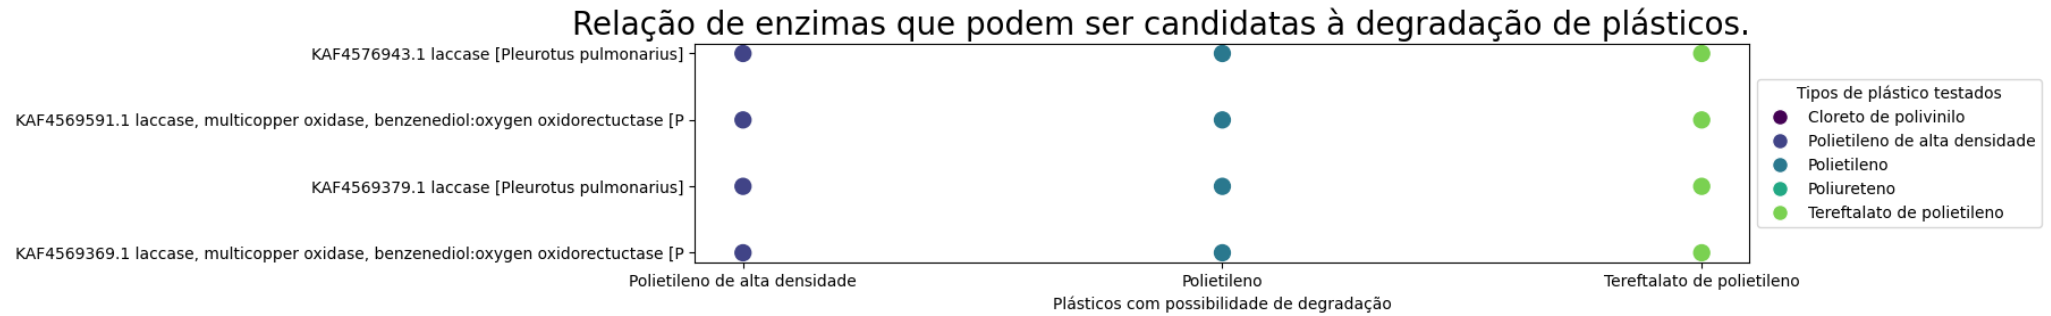 Relação de enzimas que podem ser candidatas à degradação de plásticos.
KAF4576943.1 laccase [Pleurotus pulmonarius]
KAF4569591.1 laccase, multicopper oxidase, benzenediol:oxygen oxidorectuctase [P
KAF4569379.1 laccase [Pleurotus pulmonarius]
KAF4569369.1 laccase, multicopper oxidase, benzenediol:oxygen oxidorectuctase [P
Polietileno de alta densidade
Polietileno
Tereftalato de polietileno
Plásticos com possibilidade de degradação
Tipos de plástico testados
Cloreto de polivinilo
Polietileno de alta densidade
Polietileno
Poliureteno
Tereftalato de polietileno